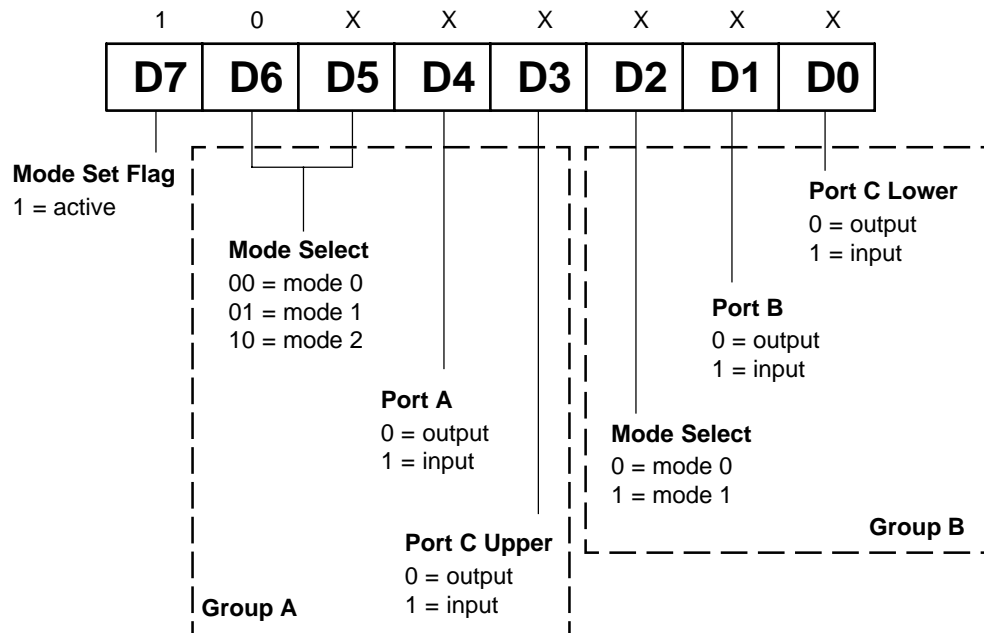 1 0 X X X X X X
D7 D6 D5 D4 D3 D2 D1 D0
Mode Set Flag
1 = active
Mode Select
00 = mode 0
01 = mode 1
10 = mode 2
Port A
0 = output
1 = input
Port C Upper
0 = output
1 = input
Group A
Port C Lower
0 = output
1 = input
Port B
0 = output
1 = input
Mode Select
0 = mode 0
1 = mode 1
Group B